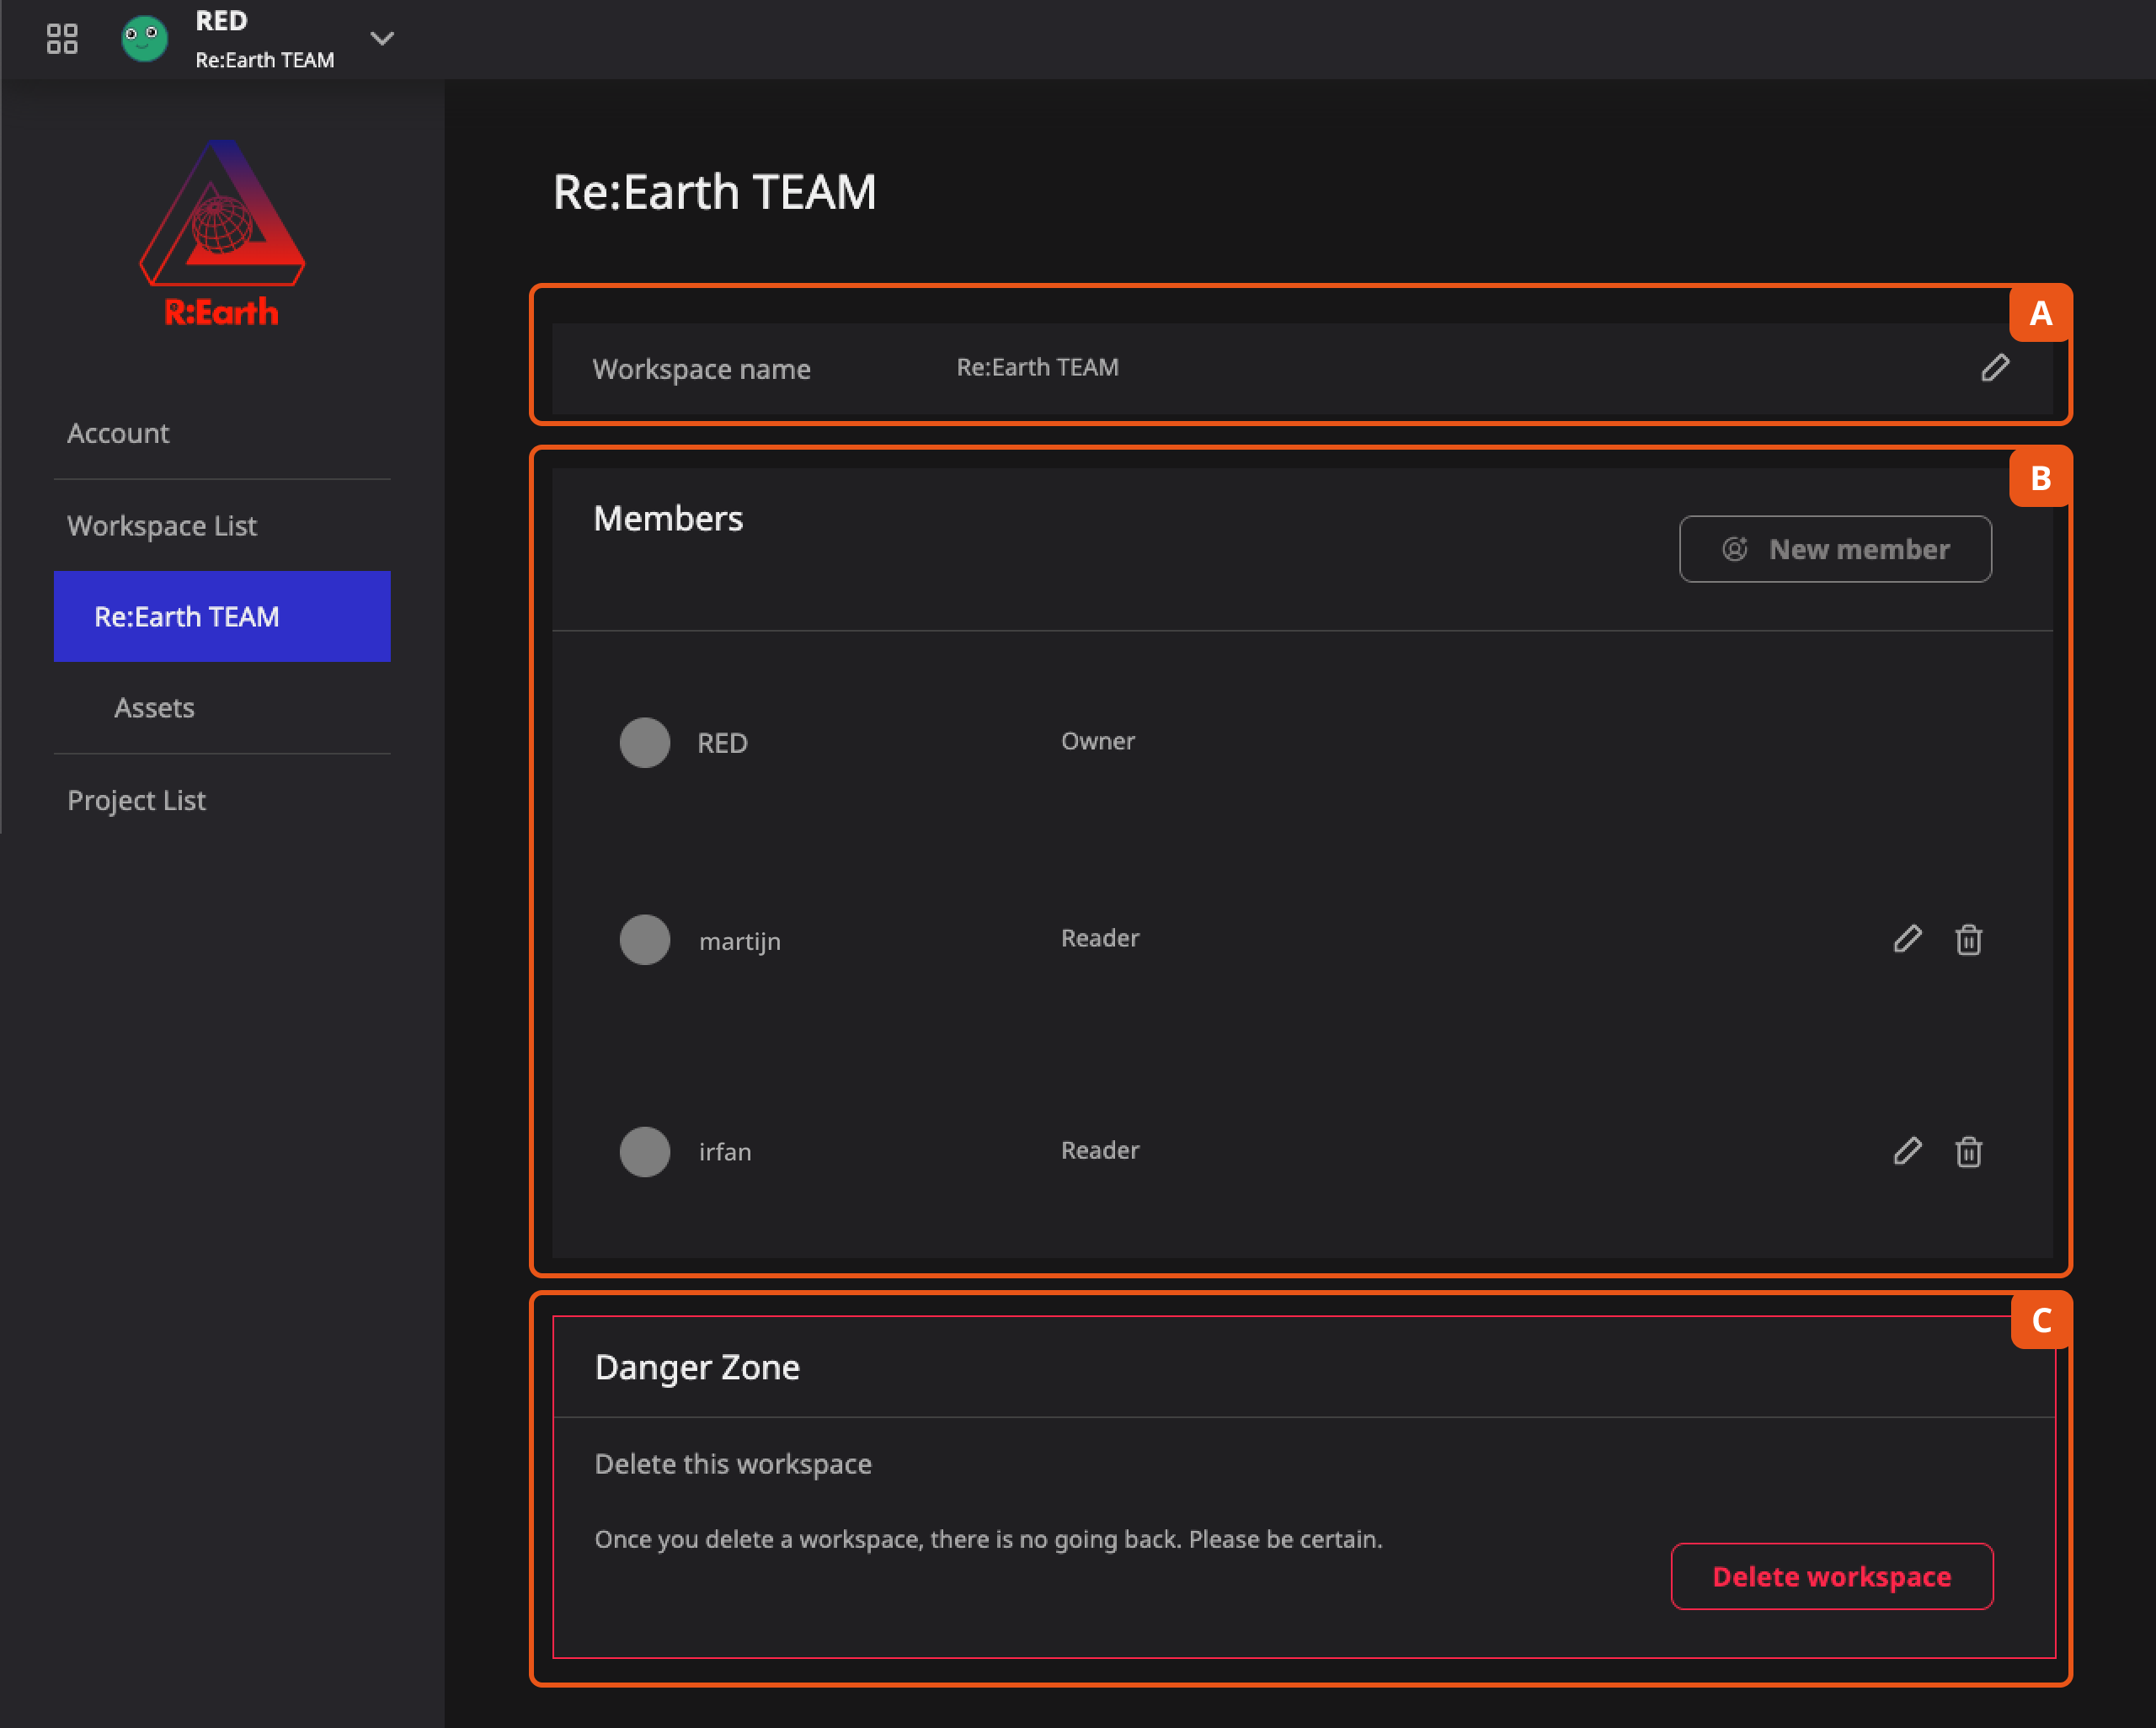 RED
Re:Earth TEAM
R:Earth
Account
Workspace List
Re:Earth TEAM
Assets
Project List
Re:Earth TEAM
A
Workspace name Re:Earth TEAM
B
Members
New member
RED Owner
martijn Reader
irfan Reader
C
Danger Zone
Delete this workspace
Once you delete a workspace, there is no going back. Please be certain.
Delete workspace